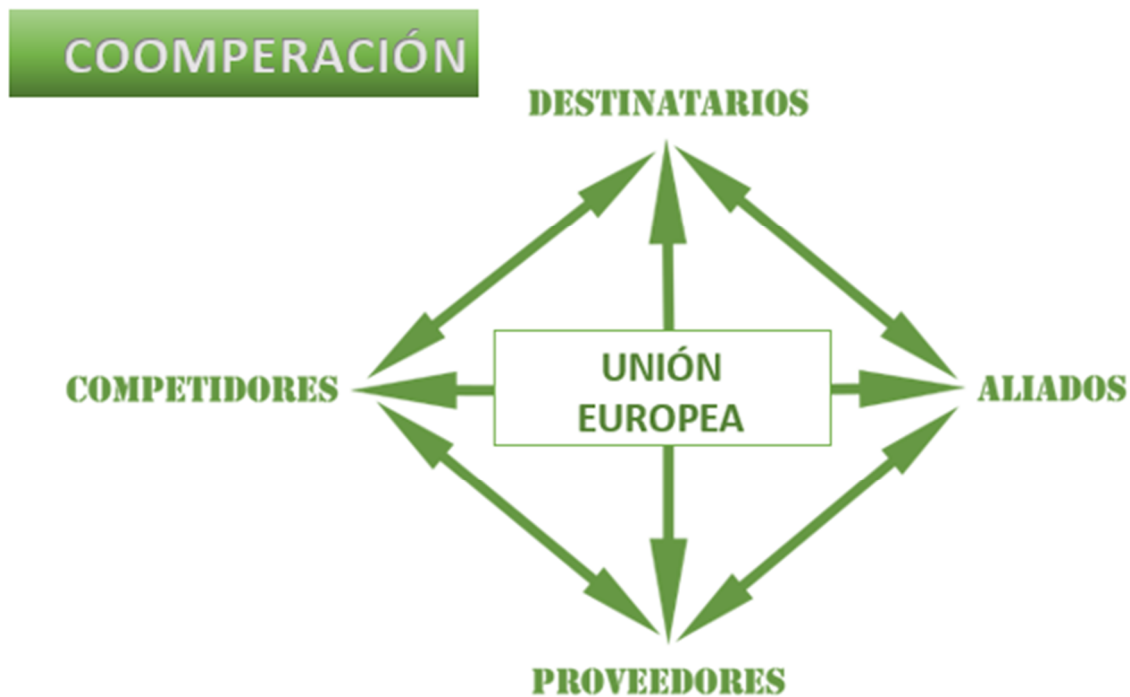 COOMPERACIÓN
DESTINATARIOS
COMPETIDORES
UNIÓN
EUROPEA
ALIADOS
PROVEEDORES